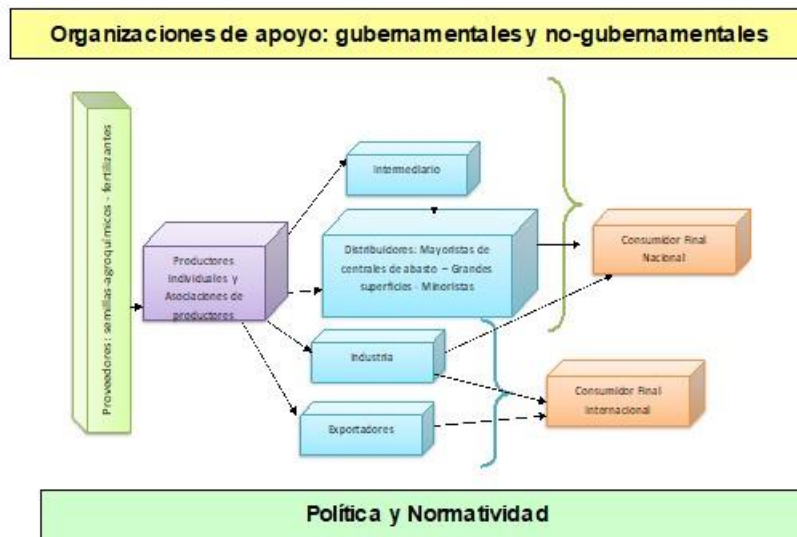 Organizaciones de apoyo: gubernamentales y no-gubernamentales
Proveedores: semillas-agroquímicos - fertilizantes
Intermediario
Productores
Individuales y
Asociaciones de
productores
Distribuidores: Mayoristas de
centrales de abasto – Grandes
superficies - Minoristas
Consumidor Final
Nacional
Industria
Consumidor Final
Internacional
Exportadores
Política y Normatividad